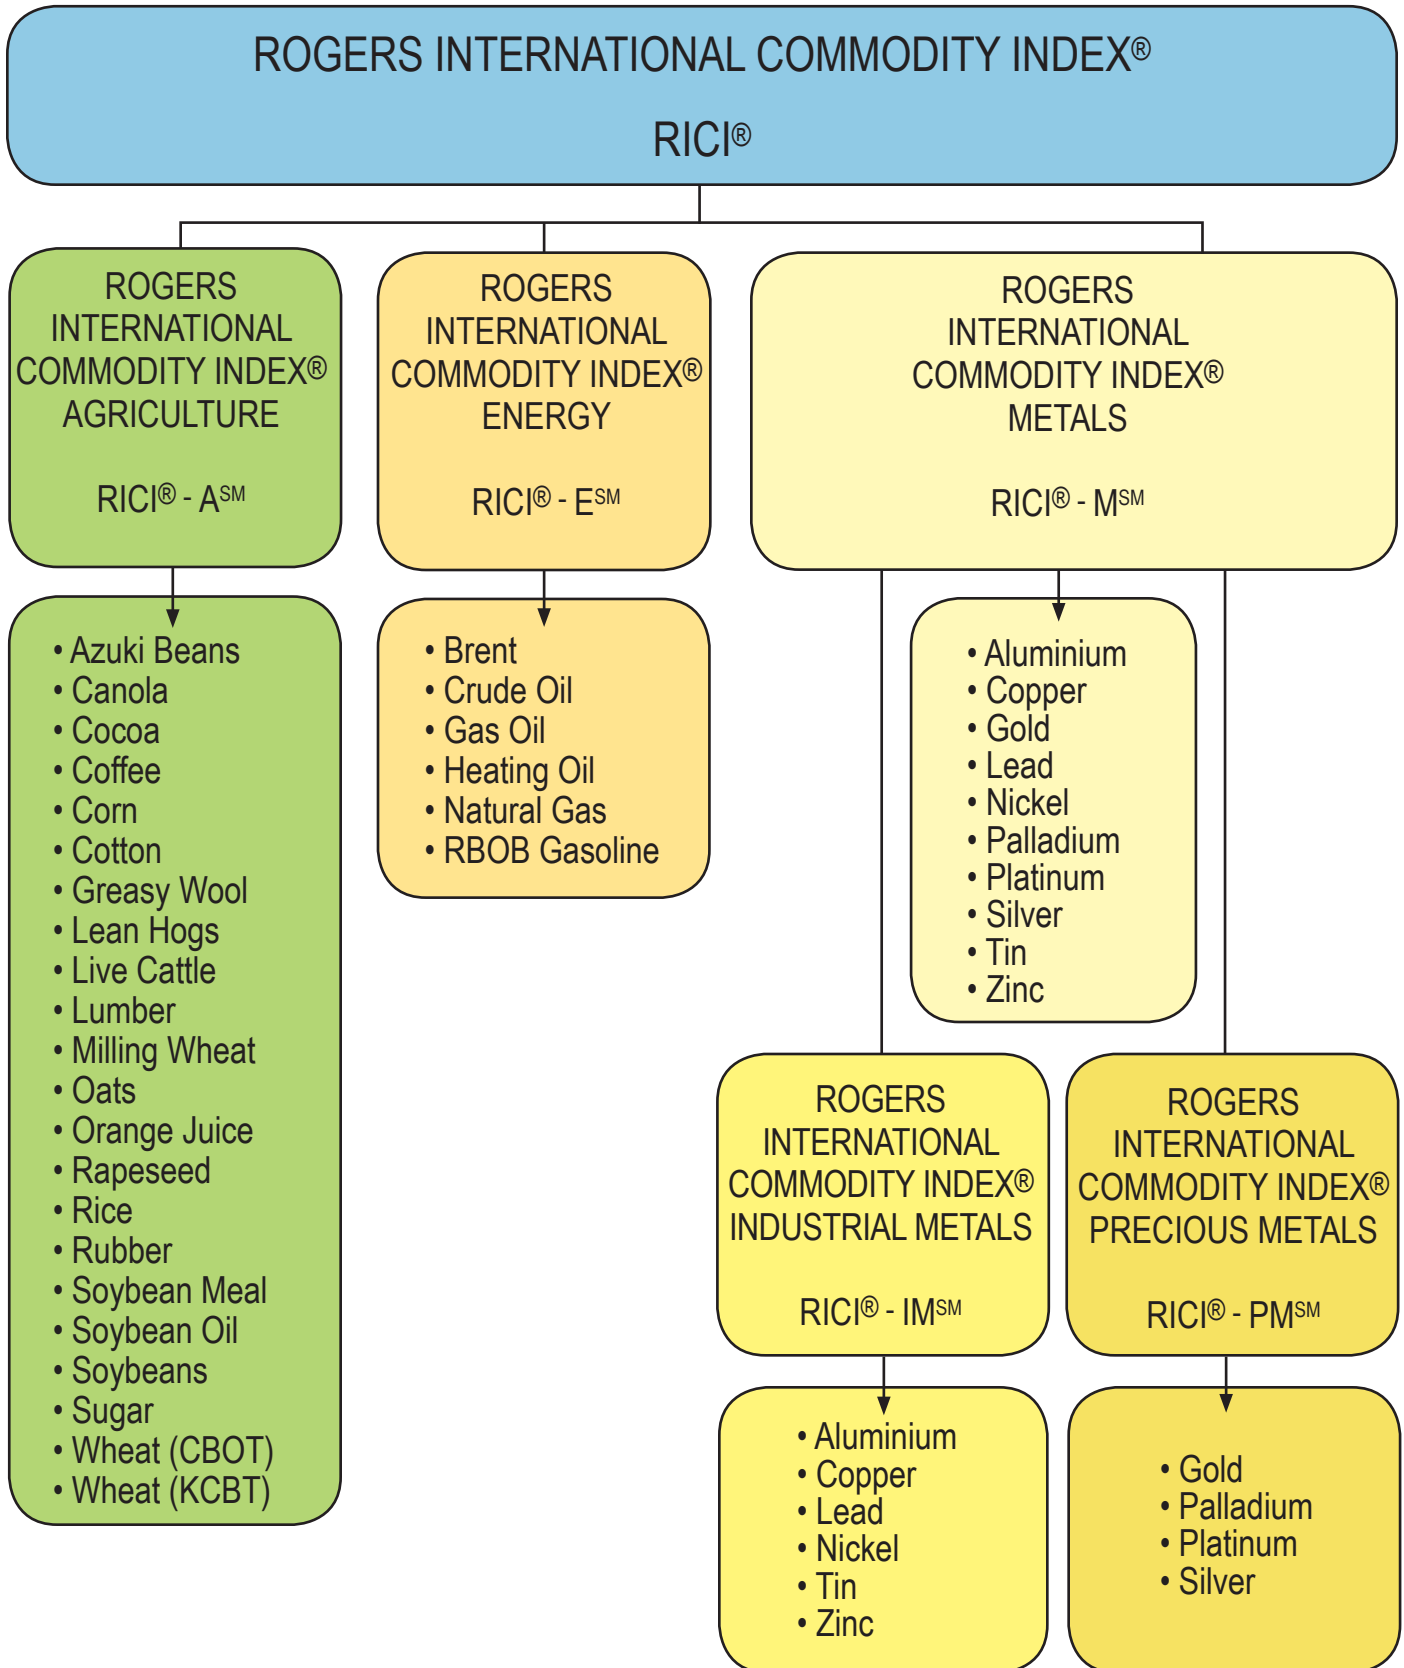 ROGERS INTERNATIONAL COMMODITY INDEX®
RICI®
ROGERS
INTERNATIONAL
COMMODITY INDEX®
AGRICULTURE
RICI® - ASM
• Azuki Beans
• Canola
• Cocoa
• Coffee
• Corn
• Cotton
• Greasy Wool
• Lean Hogs
• Live Cattle
• Lumber
• Milling Wheat
• Oats
• Orange Juice
• Rapeseed
• Rice
• Rubber
• Soybean Meal
• Soybean Oil
• Soybeans
• Sugar
• Wheat (CBOT)
• Wheat (KCBT)
ROGERS
INTERNATIONAL
COMMODITY INDEX®
ENERGY
RICI® - ESM
• Brent
• Crude Oil
• Gas Oil
• Heating Oil
• Natural Gas
• RBOB Gasoline
ROGERS
INTERNATIONAL
COMMODITY INDEX®
METALS
RICI® - MSM
• Aluminium
• Copper
• Gold
• Lead
• Nickel
• Palladium
• Platinum
• Silver
• Tin
• Zinc
ROGERS
INTERNATIONAL
COMMODITY INDEX®
INDUSTRIAL METALS
RICI® - IMSM
• Aluminium
• Copper
• Lead
• Nickel
• Tin
• Zinc
ROGERS
INTERNATIONAL
COMMODITY INDEX®
PRECIOUS METALS
RICI® - PMSM
• Gold
• Palladium
• Platinum
• Silver